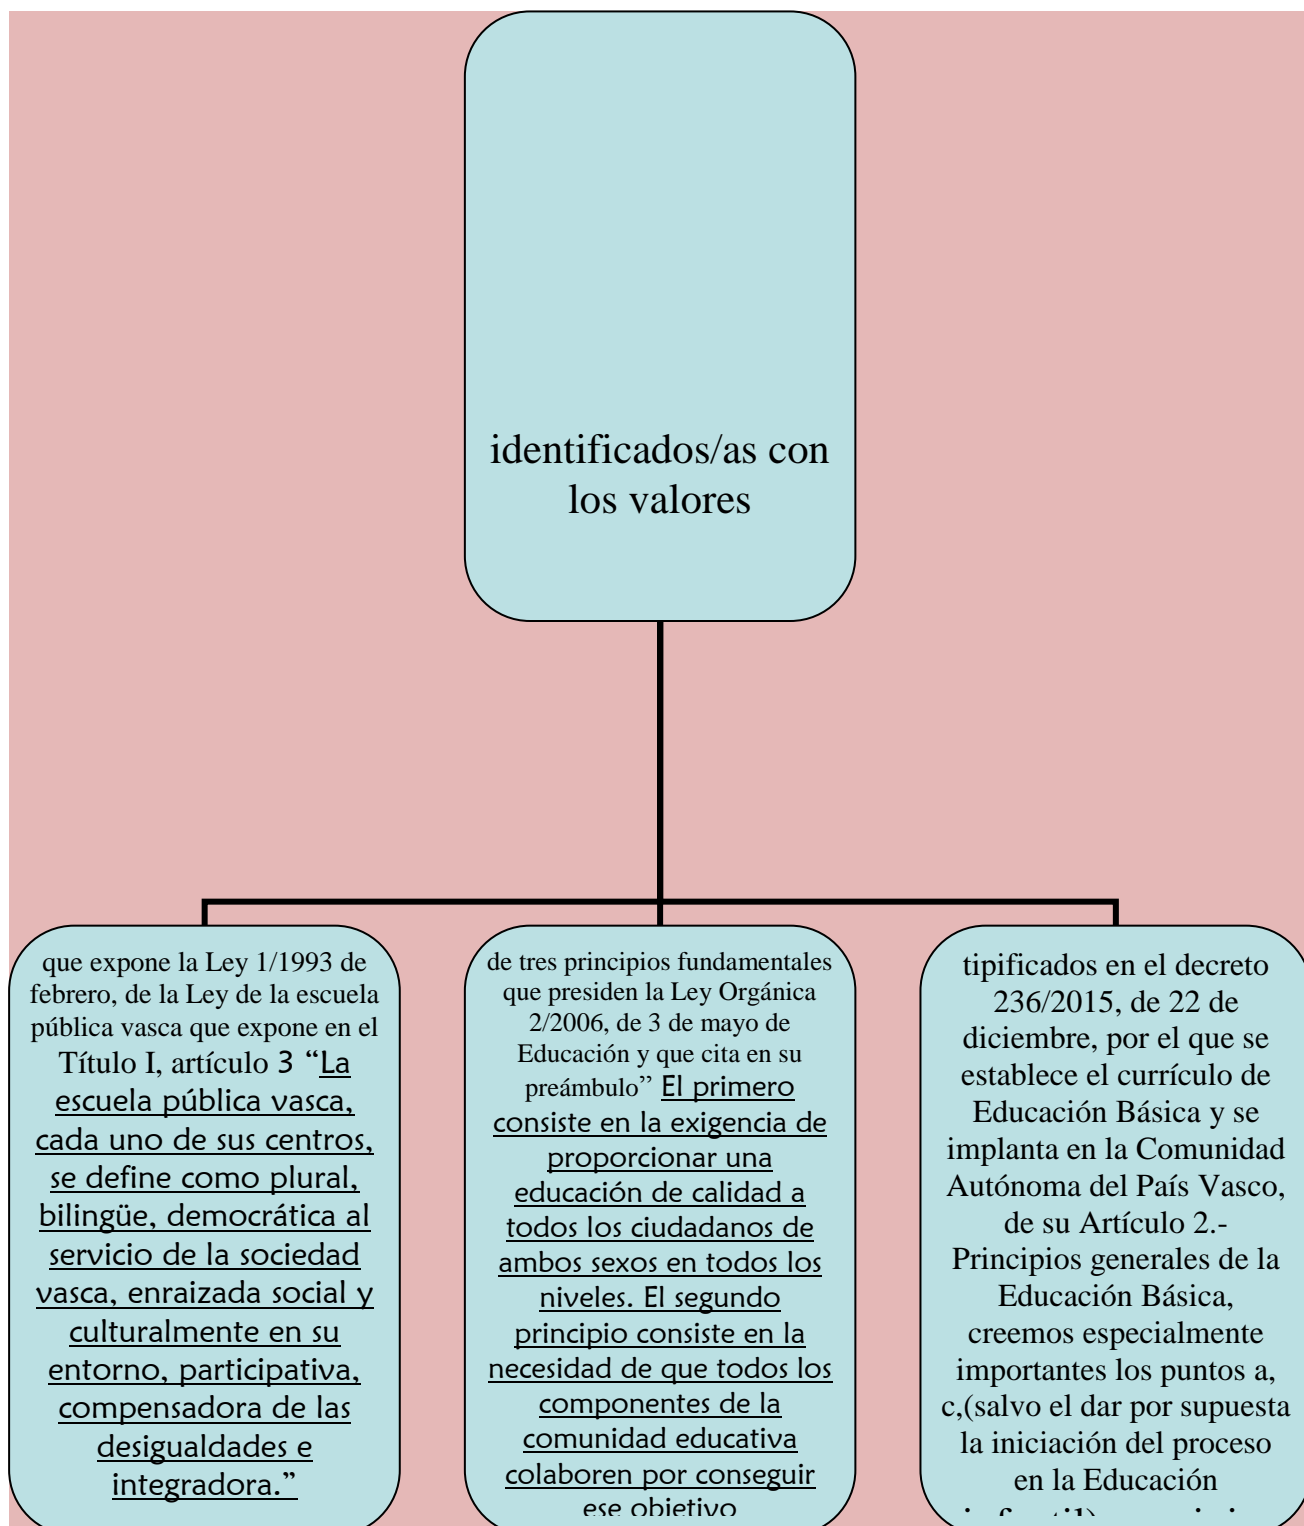 identificados/as con
los valores
que expone la Ley 1/1993 de
febrero, de la Ley de la escuela
pública vasca que expone en el
Título I, artículo 3 “La
escuela pública vasca,
cada uno de sus centros,
se define como plural,
bilingüe, democrática al
servicio de la sociedad
vasca, enraizada social y
culturalmente en su
entorno, participativa,
compensadora de las
desigualdades e
integradora.”
de tres principios fundamentales
que presiden la Ley Orgánica
2/2006, de 3 de mayo de
Educación y que cita en su
preámbulo” El primero
consiste en la exigencia de
proporcionar una
educación de calidad a
todos los ciudadanos de
ambos sexos en todos los
niveles. El segundo
principio consiste en la
necesidad de que todos los
componentes de la
comunidad educativa
colaboren por conseguir
ese objetivo
tipificados en el decreto
236/2015, de 22 de
diciembre, por el que se
establece el currículo de
Educación Básica y se
implanta en la Comunidad
Autónoma del País Vasco,
de su Artículo 2.-
Principios generales de la
Educación Básica,
creemos especialmente
importantes los puntos a,
c,(salvo el dar por supuesta
la iniciación del proceso
en la Educación